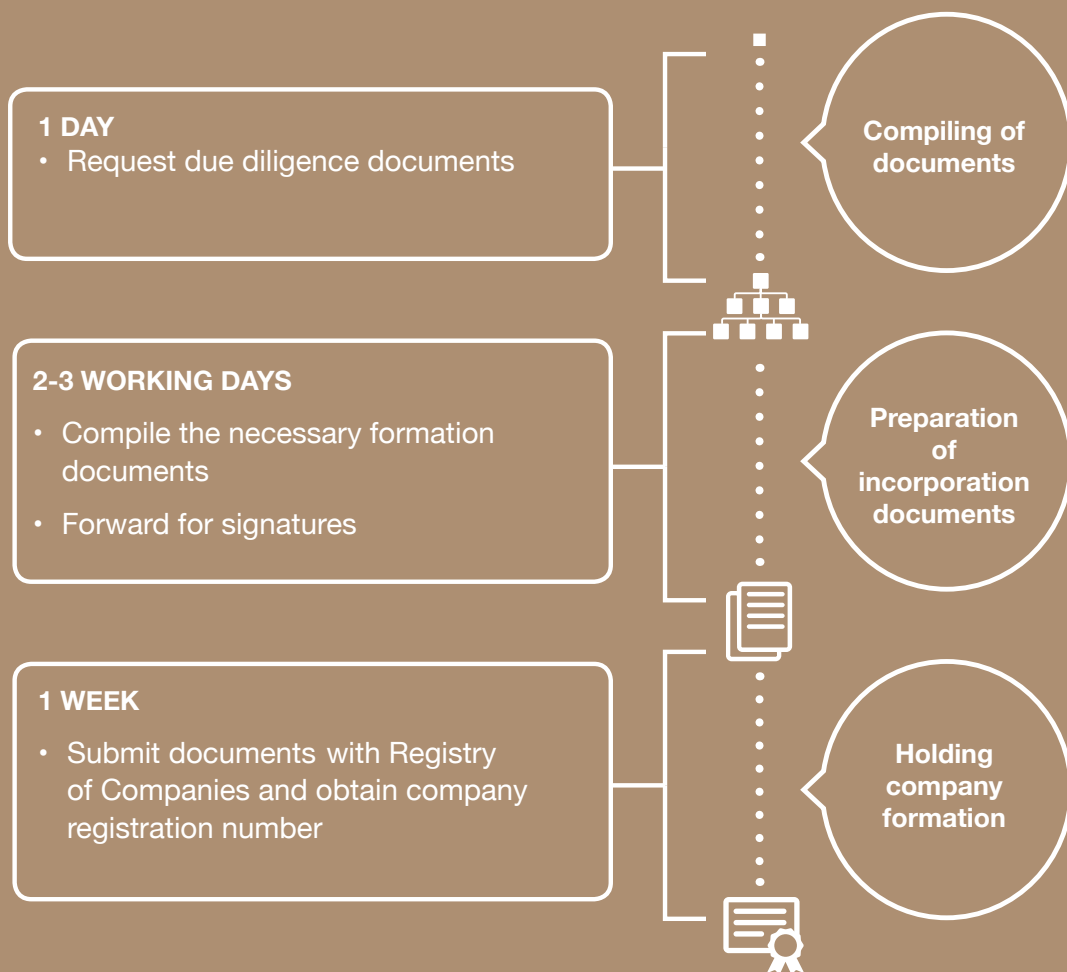 1 DAY
• Request due diligence documents
Compiling of
documents
2-3 WORKING DAYS
• Compile the necessary formation
documents
• Forward for signatures
Preparation
of
incorporation
documents
1 WEEK
• Submit documents with Registry
of Companies and obtain company
registration number
Holding
company
formation